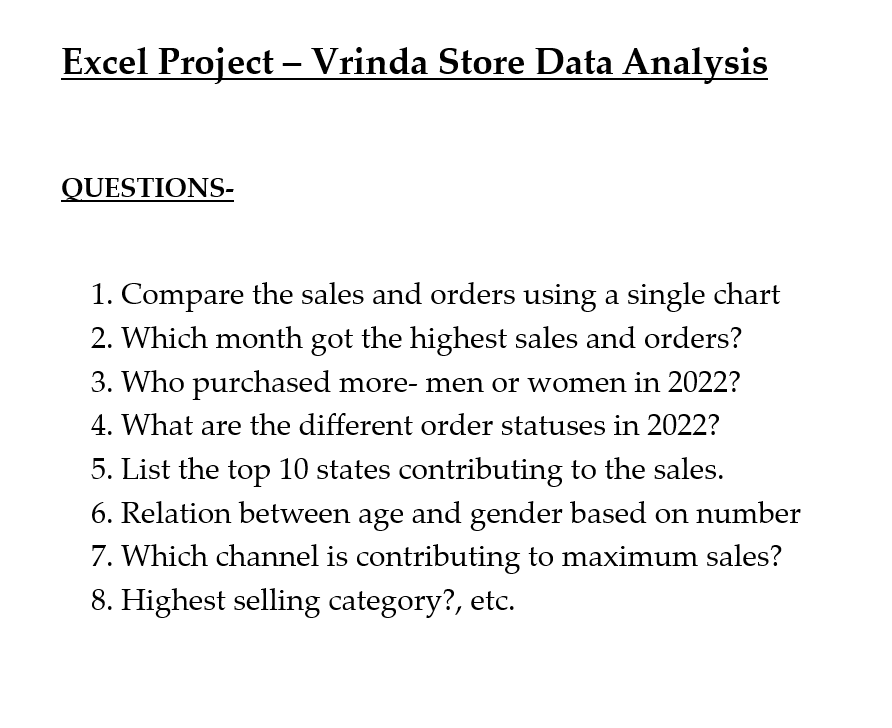 Excel Project – Vrinda Store Data Analysis
QUESTIONS-
1. Compare the sales and orders using a single chart
2. Which month got the highest sales and orders?
3. Who purchased more- men or women in 2022?
4. What are the different order statuses in 2022?
5. List the top 10 states contributing to the sales.
6. Relation between age and gender based on number
7. Which channel is contributing to maximum sales?
8. Highest selling category?, etc.